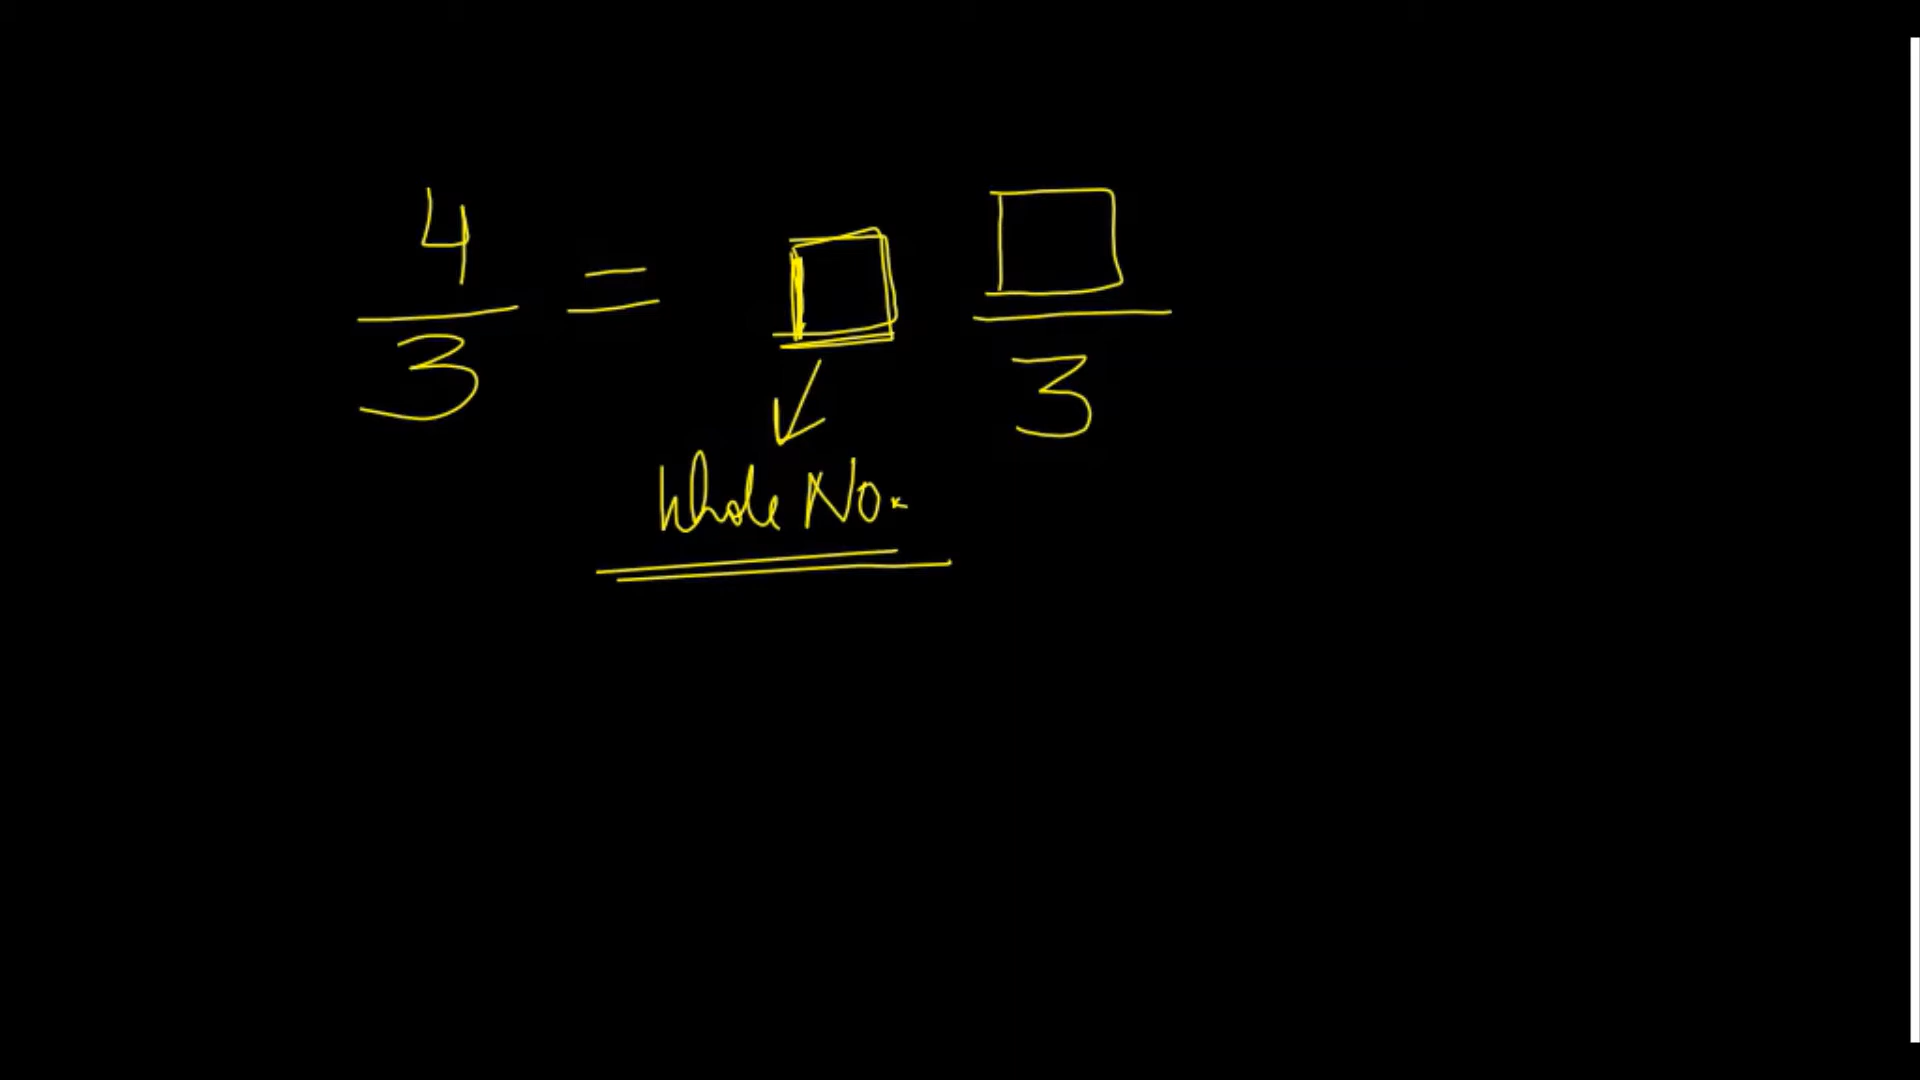 4/3 = □ □/3
Whole No.